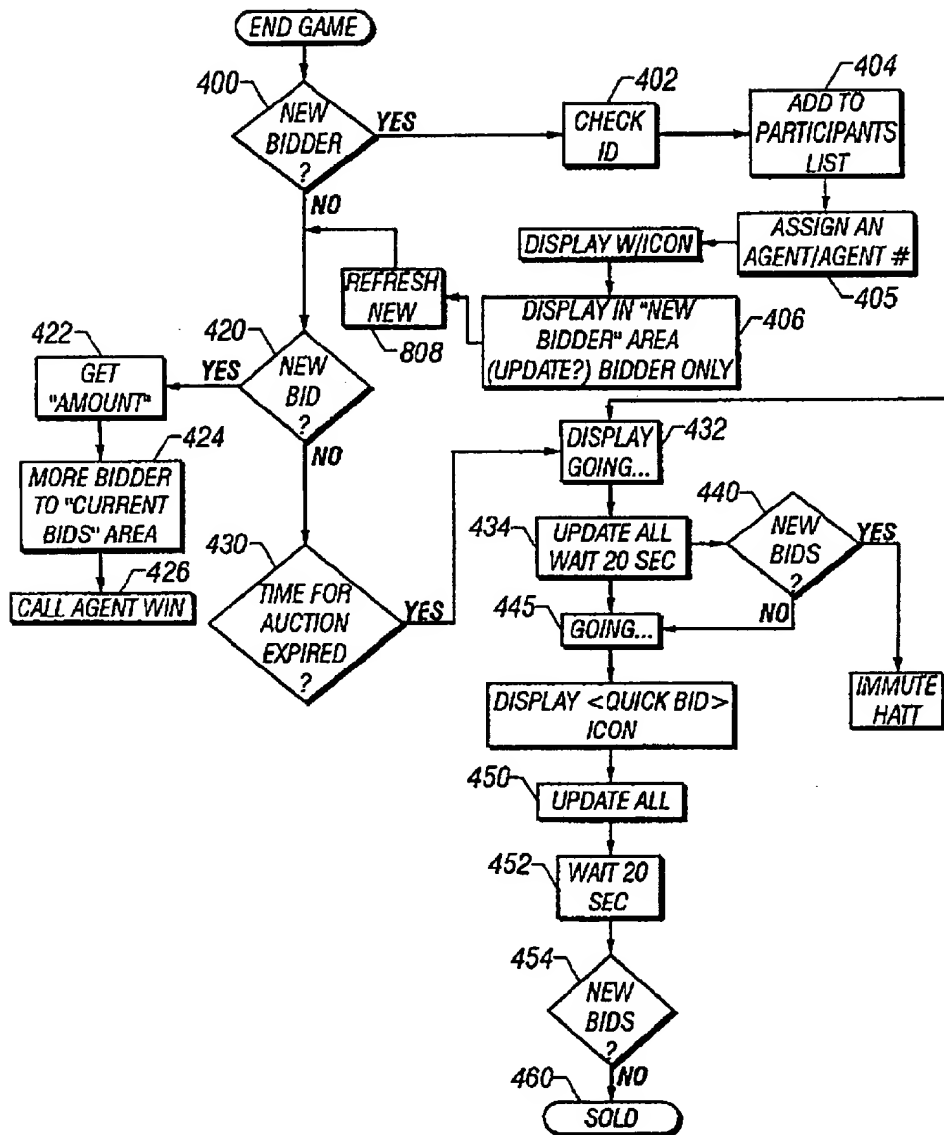 END GAME
400
NEW
BIDDER
?
YES
NO
402
CHECK
ID
404
ADD TO
PARTICIPANTS
LIST
ASSIGN AN
AGENT/AGENT #
405
DISPLAY W/ICON
DISPLAY IN "NEW
BIDDER" AREA
(UPDATE?) BIDDER ONLY
406
REFRESH
NEW
808
420
NEW
BID
?
YES
NO
422
GET
"AMOUNT"
424
MORE BIDDER
TO "CURRENT
BIDS" AREA
426
CALL AGENT WIN
430
TIME FOR
AUCTION
EXPIRED
?
YES
DISPLAY
GOING...
432
434
UPDATE ALL
WAIT 20 SEC
440
NEW
BIDS
?
YES
NO
445
GOING...
IMMUTE
HATT
DISPLAY <QUICK BID>
ICON
450
UPDATE ALL
452
WAIT 20
SEC
454
NEW
BIDS
?
NO
460
SOLD